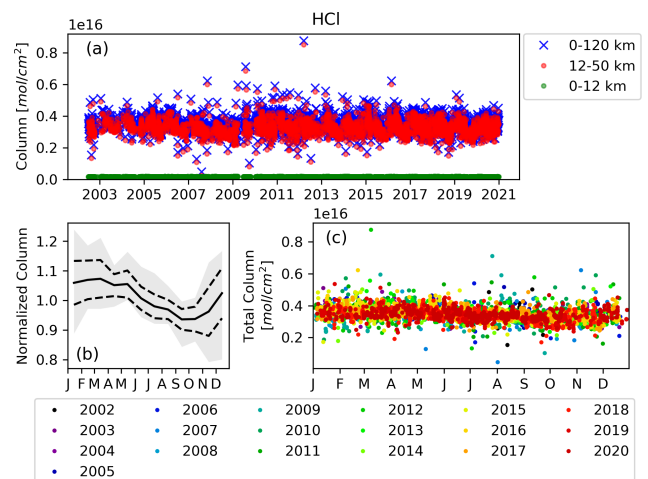 HCl
1e16
(a)
Column [mol/cm²]
0.8
0.6
0.4
0.2
0.0
2003 2005 2007 2009 2011 2013 2015 2017 2019 2021
0-120 km
12-50 km
0-12 km
Normalized Column
1.2
1.1
1.0
0.9
0.8
(b)
J F M A M J J A S O N D J
1e16
(c)
Total Column
[mol/cm²]
0.8
0.6
0.4
0.2
J F M A M J J A S O N D
2002 2006 2009 2012 2015 2018
2003 2007 2010 2013 2016 2019
2004 2008 2011 2014 2017 2020
2005